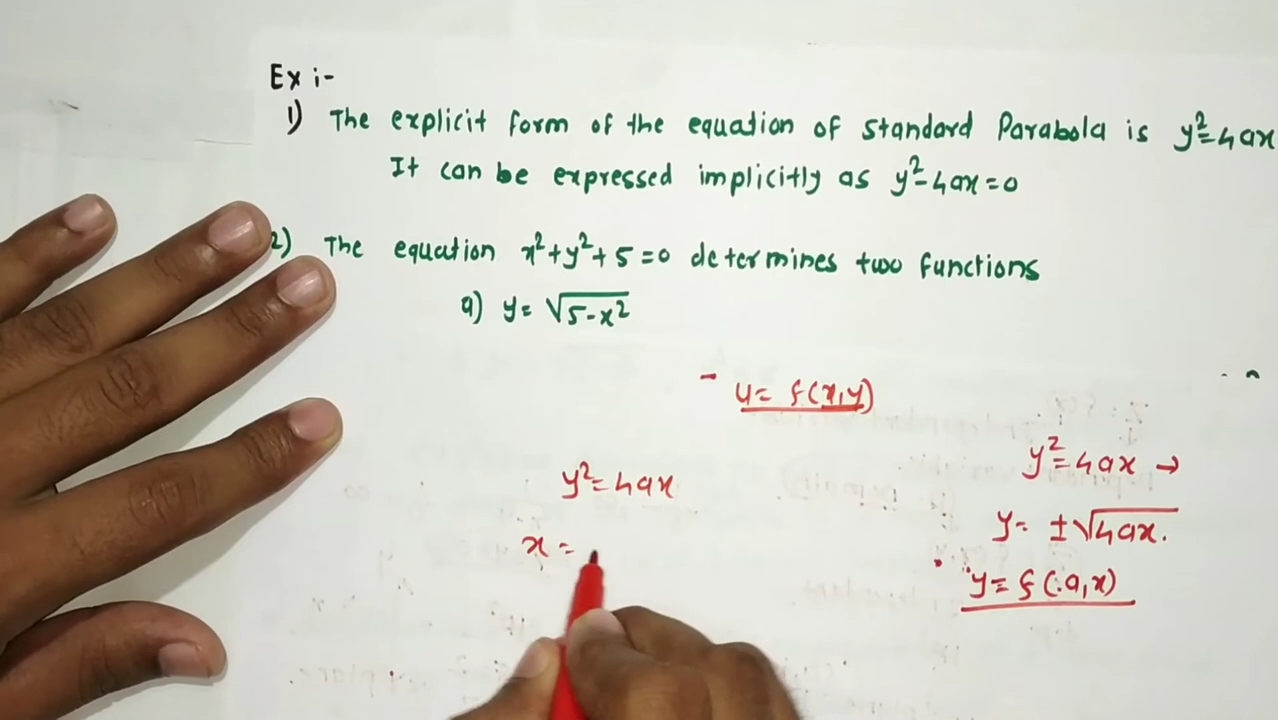 Ex :-
1) The explicit form of the equation of standard Parabola is y²=4ax
It can be expressed implicitly as y²-4ax=0
2) The equation x²+y²+5=0 determines two functions
a) y= √5-x²
u= f(x,y)
y²=4ax →
y= ±√4ax.
y= f(a,x)
y²=4ax
x =